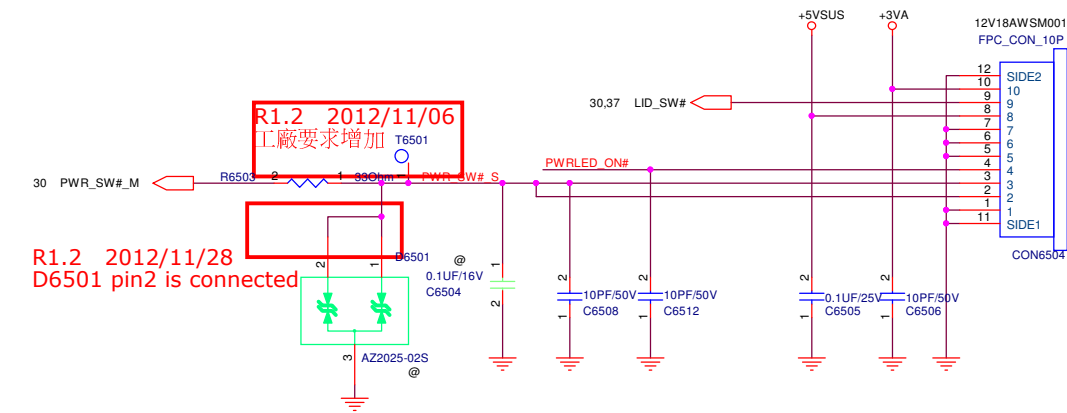 +5VSUS
+3VA
12V18AWSM001
FPC_CON_10P
12
SIDE2
10
10
9
9
8
8
7
7
6
6
5
5
4
4
3
3
2
2
1
1
11
SIDE1
CON6504
30,37 LID_SW#
R1.2 2012/11/06
工廠要求增加
T6501
PWRLED_ON#
30 PWR_SW#_M
R6503
2
1
33Ohm
1
PWR_SW#_S
R1.2 2012/11/28
D6501 pin2 is connected
D6501
2
1
3
AZ2025-02S
@
@
0.1UF/16V
C6504
1
2
2
10PF/50V
C6508
1
2
10PF/50V
C6512
1
2
0.1UF/25V
C6505
1
2
10PF/50V
C6506
1